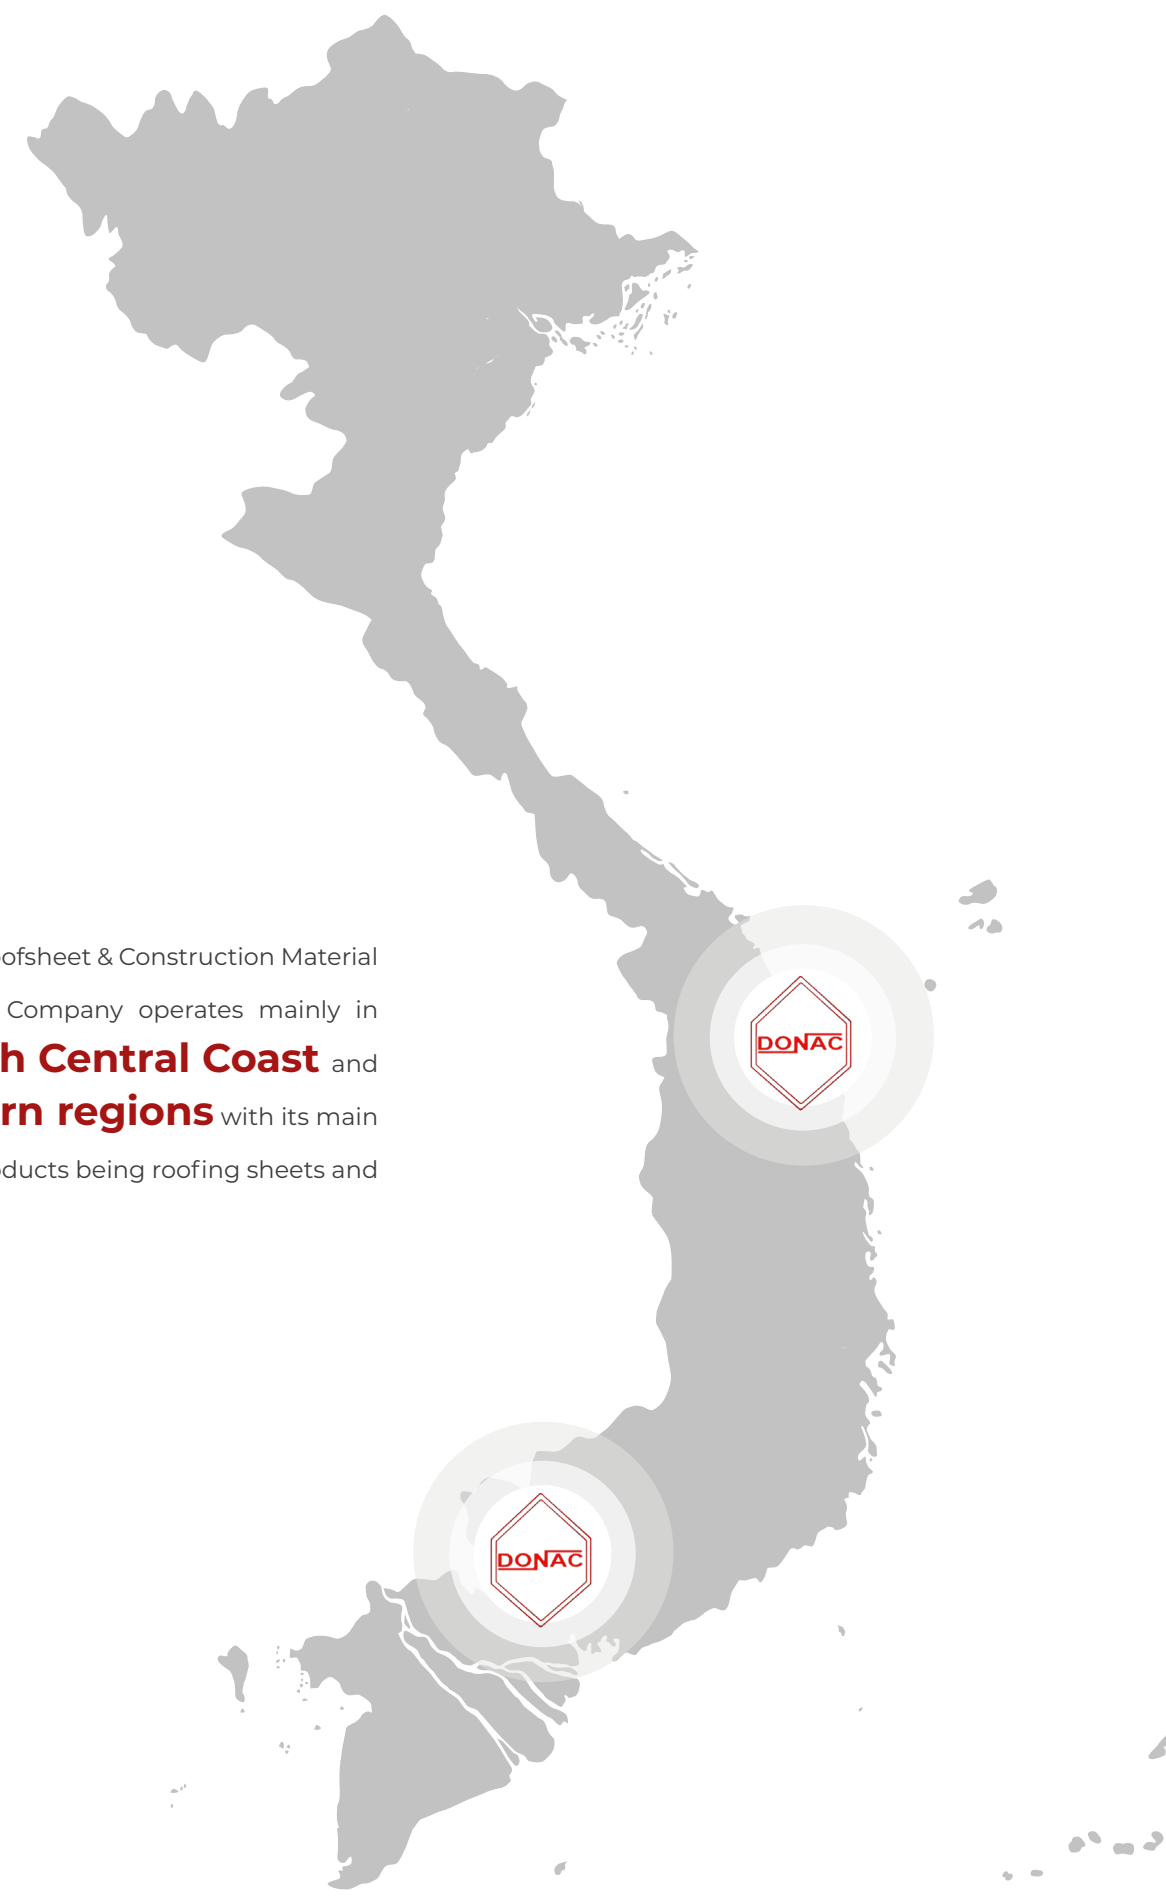 ofsheet & Construction Material
Company operates mainly in
h Central Coast and
rn regions with its main
ducts being roofing sheets and
DONAC
DONAC